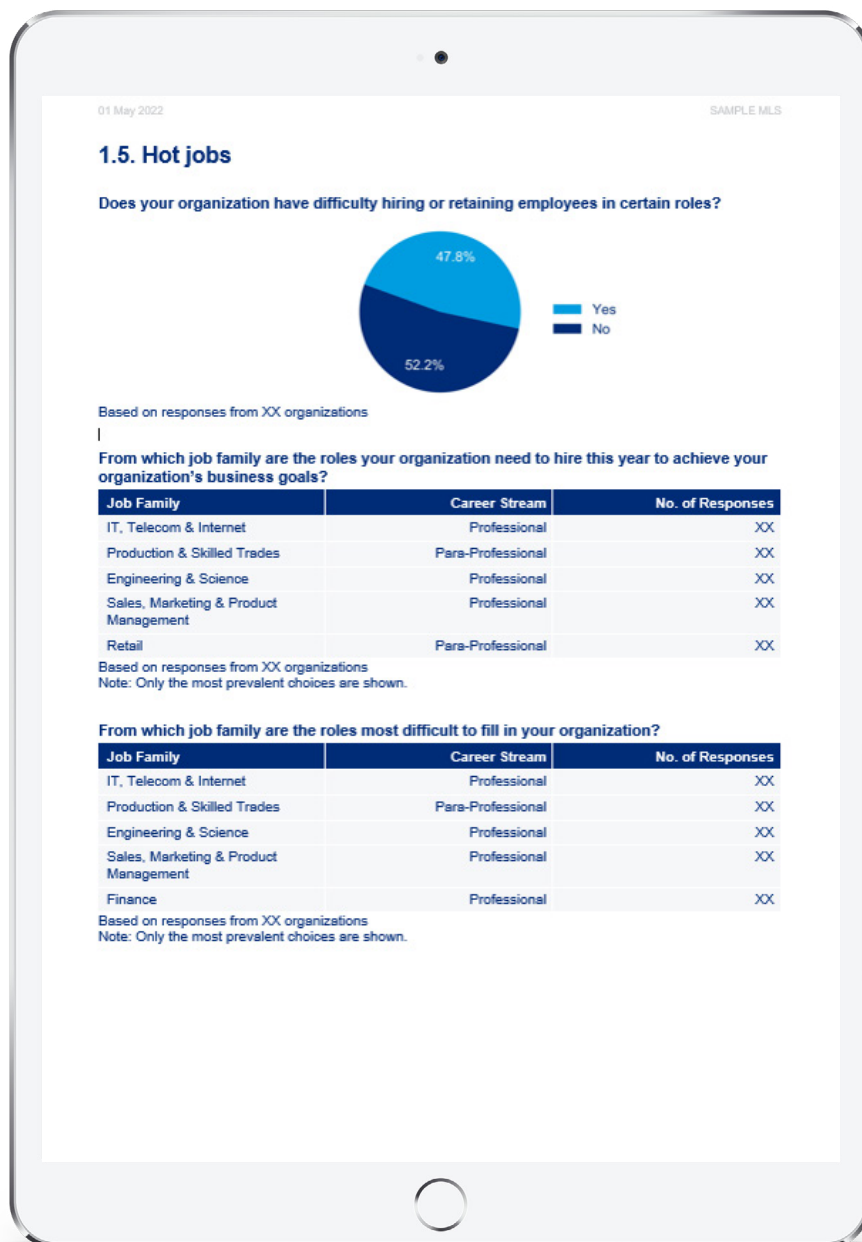 01 May 2022
SAMPLE MLS
1.5. Hot jobs
Does your organization have difficulty hiring or retaining employees in certain roles?
47.8%
Yes
No
52.2%
Based on responses from XX organizations
From which job family are the roles your organization need to hire this year to achieve your
organization's business goals?
Job Family Career Stream No. of Responses
IT, Telecom & Internet Professional XX
Production & Skilled Trades Para-Professional XX
Engineering & Science Professional XX
Sales, Marketing & Product Professional XX
Management
Retail Para-Professional XX
Based on responses from XX organizations
Note: Only the most prevalent choices are shown.
From which job family are the roles most difficult to fill in your organization?
Job Family Career Stream No. of Responses
IT, Telecom & Internet Professional XX
Production & Skilled Trades Para-Professional XX
Engineering & Science Professional XX
Sales, Marketing & Product Professional XX
Management
Finance Professional XX
Based on responses from XX organizations
Note: Only the most prevalent choices are shown.